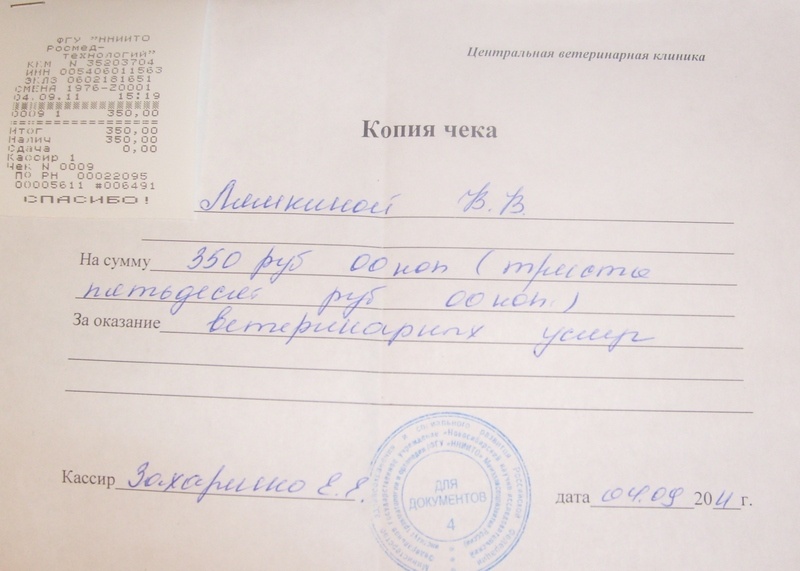 ФГУ "ННИИТО
Росмед-
технологий"
ККМ N 35203704
ИНН 005406011563
ЭКЛЗ 0602181651
СМЕНА 1976-Z0001
04.09.11 15:19
0009 1 350,00
Итог 350,00
Налич 350,00
Сдача 0,00
Кассир 1
Чек N 0009
ПО РН 00022095
00005611 #006491
СПАСИБО!
Центральная ветеринарная клиника
Копия чека
Лямкиной В.В.
На сумму 350 руб 00 коп (триста
пятьдесят руб 00 коп.)
За оказание ветеринарных услуг
Кассир Е.Е.
ДЛЯ
ДОКУМЕНТОВ
4
дата 04.09 2011 г.